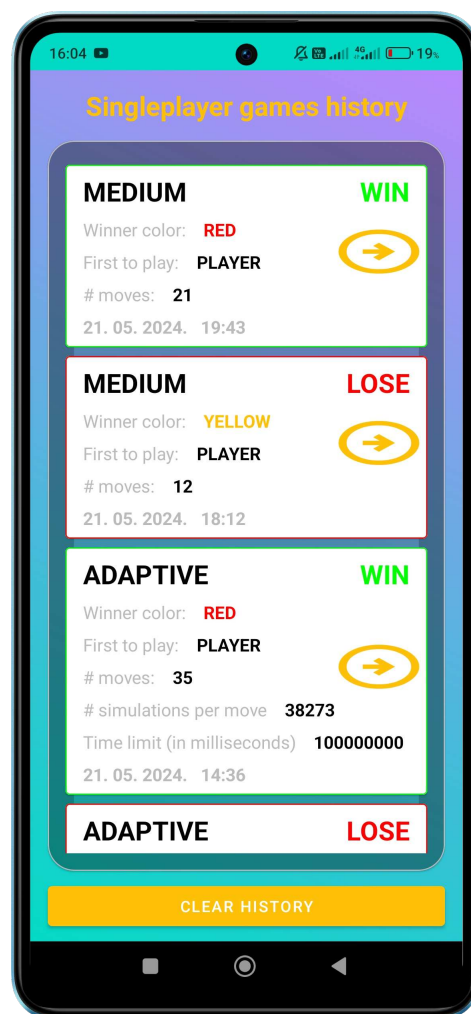 16:04 Vo LTE 4G 19%
Singleplayer games history
MEDIUM WIN
Winner color: RED
First to play: PLAYER
# moves: 21
21. 05. 2024. 19:43
MEDIUM LOSE
Winner color: YELLOW
First to play: PLAYER
# moves: 12
21. 05. 2024. 18:12
ADAPTIVE WIN
Winner color: RED
First to play: PLAYER
# moves: 35
# simulations per move 38273
Time limit (in milliseconds) 100000000
21. 05. 2024. 14:36
ADAPTIVE LOSE
CLEAR HISTORY